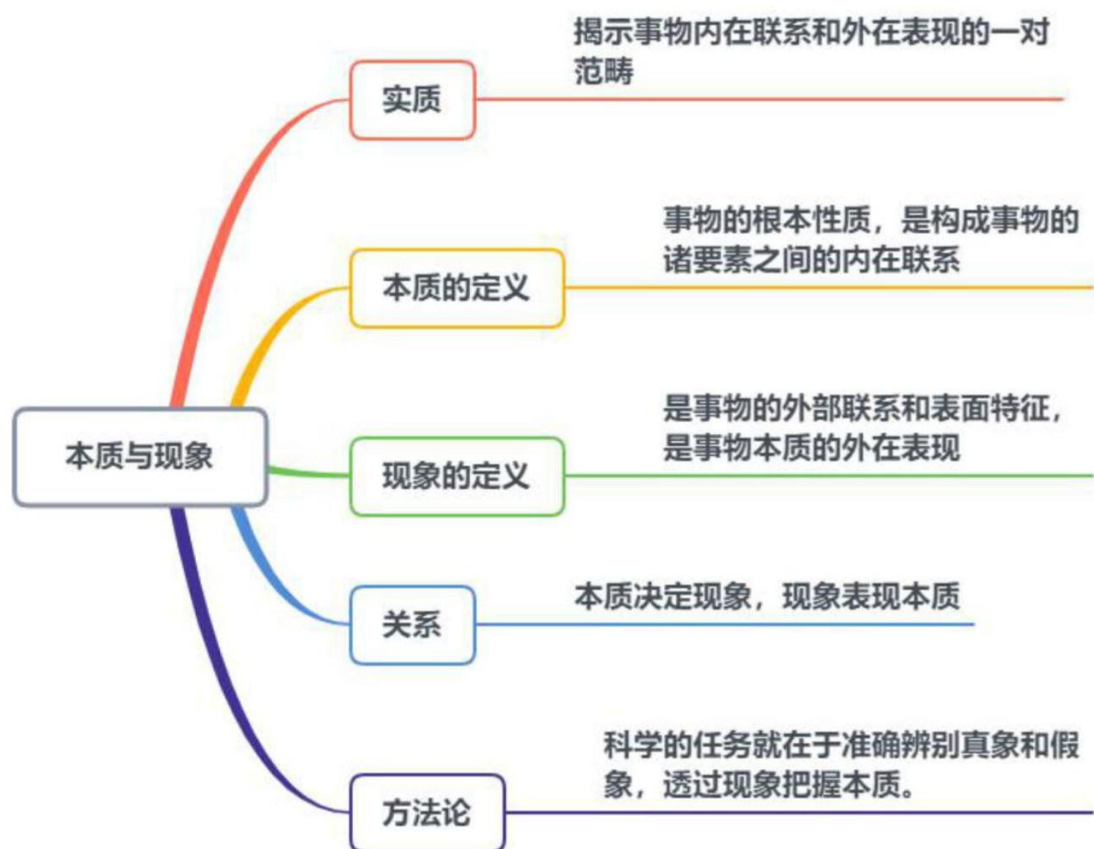 揭示事物内在联系和外在表现的一对
范畴
实质
事物的根本性质，是构成事物的
诸要素之间的内在联系
本质的定义
本质与现象
是事物的外部联系和表面特征，
是事物本质的外在表现
现象的定义
本质决定现象，现象表现本质
关系
科学的任务就在于准确辨别真象和假
象，透过现象把握本质。
方法论